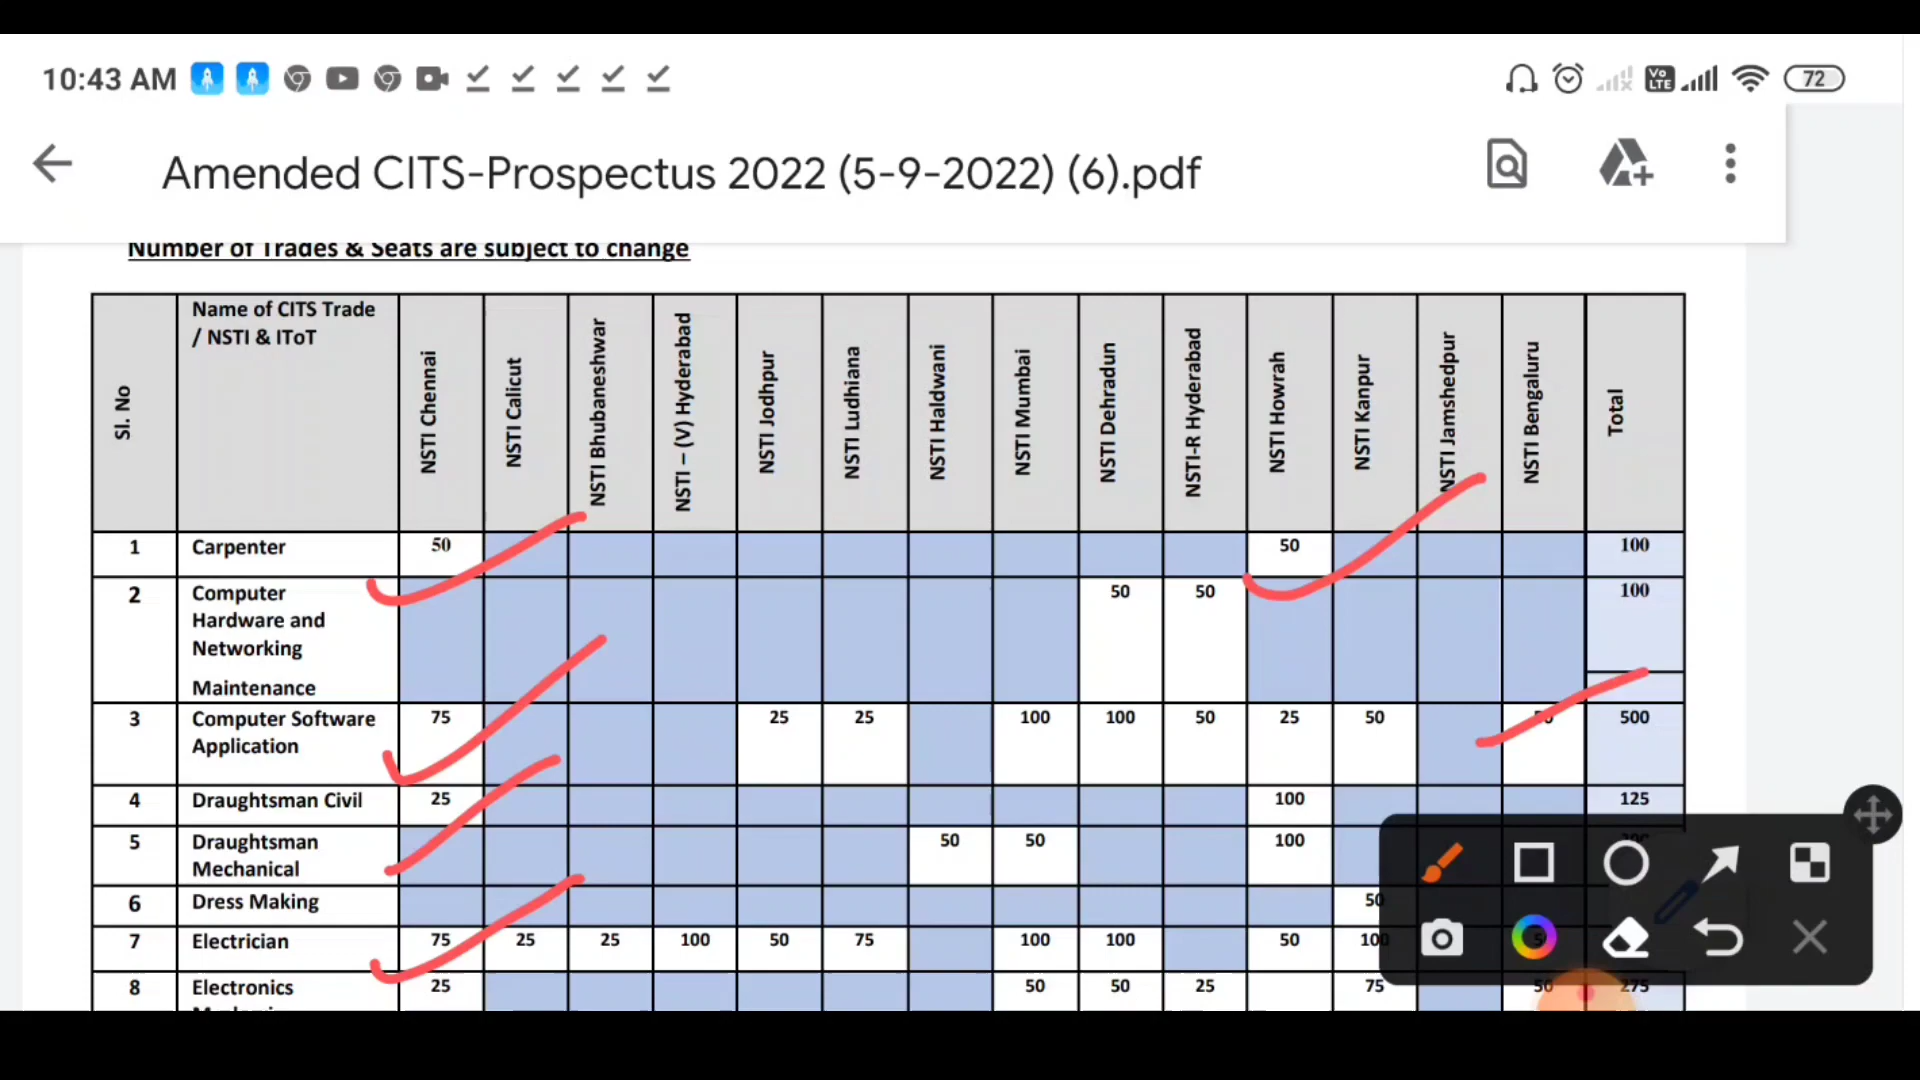 10:43 AM
Vo LTE
72
Amended CITS-Prospectus 2022 (5-9-2022) (6).pdf
Number of Trades & Seats are subject to change
Sl. No
Name of CITS Trade / NSTI & IToT
NSTI Chennai
NSTI Calicut
NSTI Bhubaneshwar
NSTI – (V) Hyderabad
NSTI Jodhpur
NSTI Ludhiana
NSTI Haldwani
NSTI Mumbai
NSTI Dehradun
NSTI-R Hyderabad
NSTI Howrah
NSTI Kanpur
NSTI Jamshedpur
NSTI Bengaluru
Total
1 Carpenter 50 50 100
2 Computer Hardware and Networking Maintenance 50 50 100
3 Computer Software Application 75 25 25 100 100 50 25 50 500
4 Draughtsman Civil 25 100 125
5 Draughtsman Mechanical 50 50 100
6 Dress Making 50
7 Electrician 75 25 25 100 50 75 100 100 50 100
8 Electronics 25 50 50 25 75 50 275